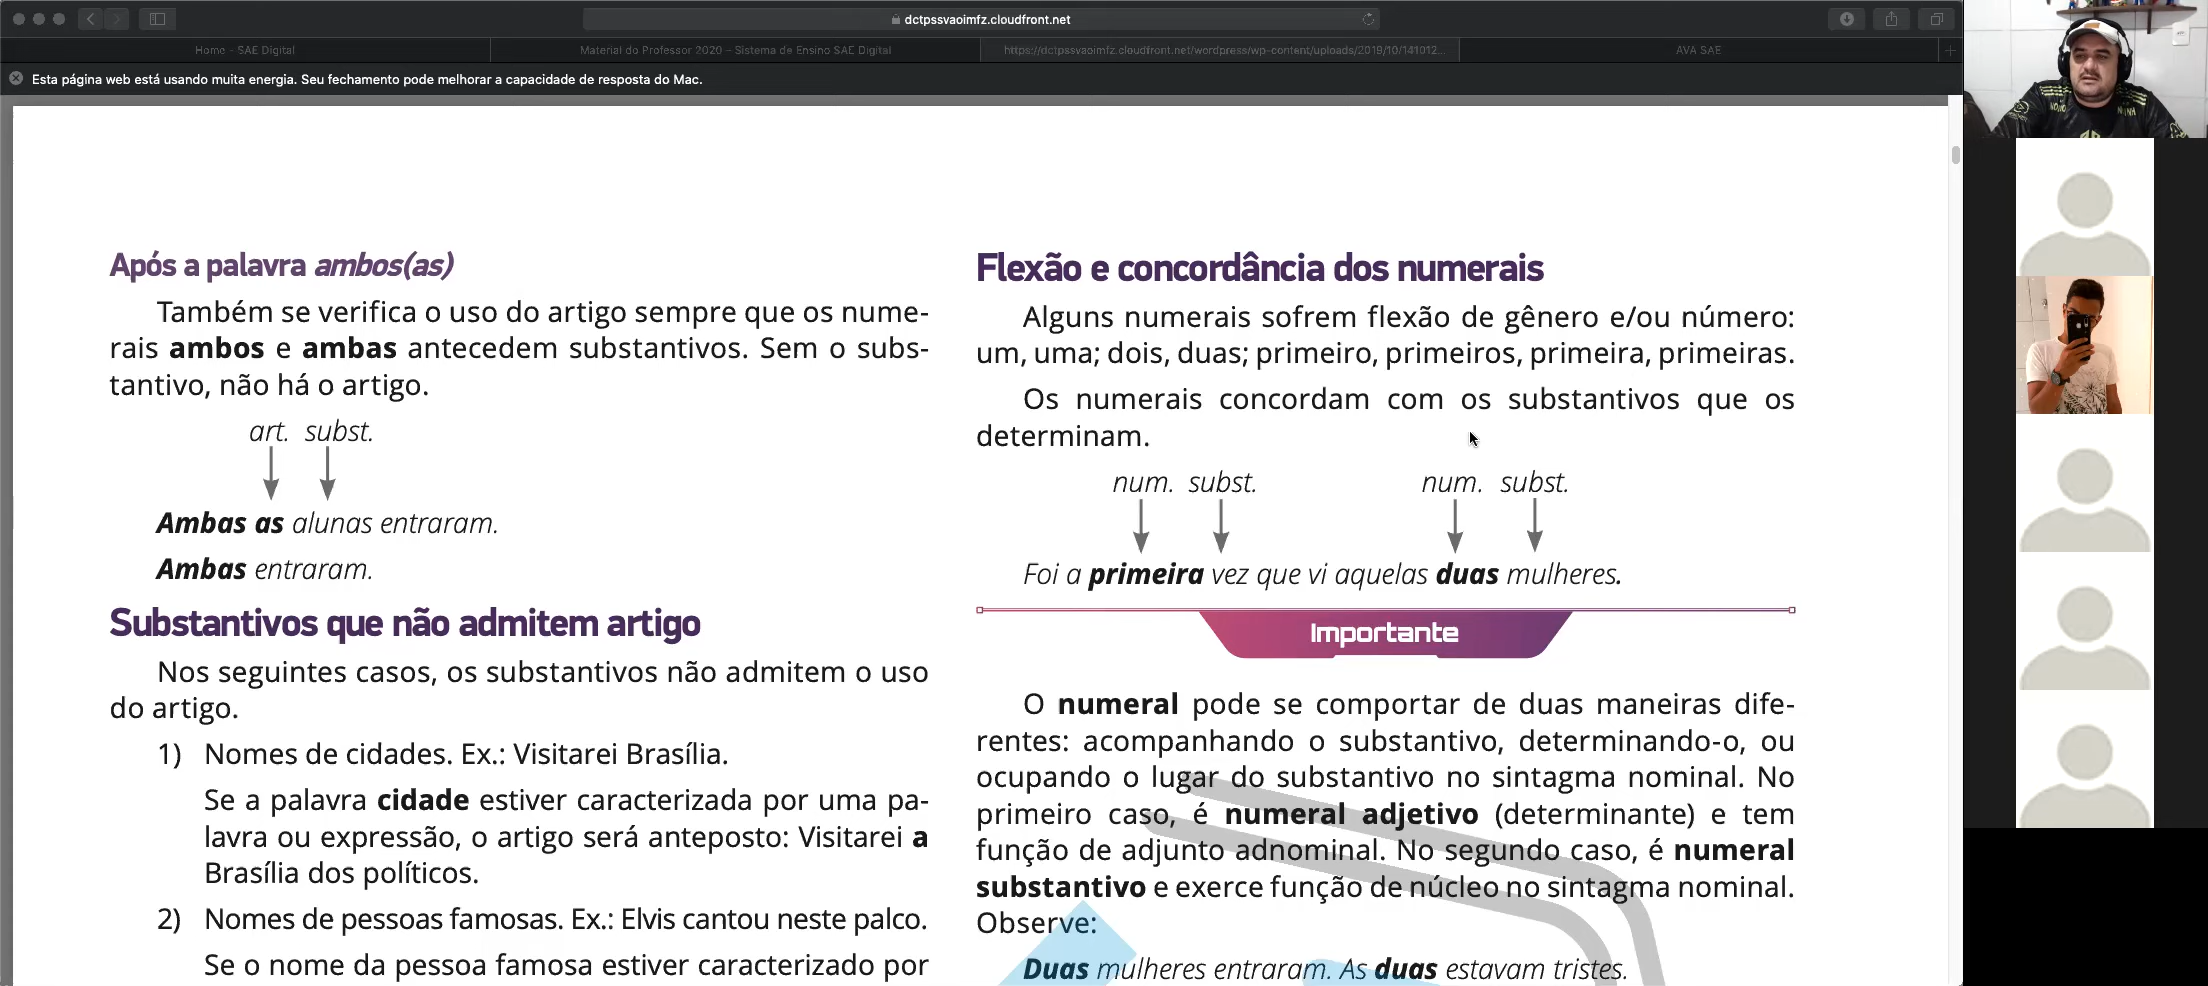 dctpssvaoimfz.cloudfront.net
Home - SAE Digital
Material do Professor 2020 – Sistema de Ensino SAE Digital
https://dctpssvaoimfz.cloudfront.net/wordpress/wp-content/uploads/2019/10/141012...
AVA SAE
Esta página web está usando muita energia. Seu fechamento pode melhorar a capacidade de resposta do Mac.
Após a palavra ambos(as)
Também se verifica o uso do artigo sempre que os nume-
rais ambos e ambas antecedem substantivos. Sem o subs-
tantivo, não há o artigo.
art. subst.
Ambas as alunas entraram.
Ambas entraram.
Substantivos que não admitem artigo
Nos seguintes casos, os substantivos não admitem o uso
do artigo.
1) Nomes de cidades. Ex.: Visitarei Brasília.
Se a palavra cidade estiver caracterizada por uma pa-
lavra ou expressão, o artigo será anteposto: Visitarei a
Brasília dos políticos.
2) Nomes de pessoas famosas. Ex.: Elvis cantou neste palco.
Se o nome da pessoa famosa estiver caracterizado por
Flexão e concordância dos numerais
Alguns numerais sofrem flexão de gênero e/ou número:
um, uma; dois, duas; primeiro, primeiros, primeira, primeiras.
Os numerais concordam com os substantivos que os
determinam.
num. subst. num. subst.
Foi a primeira vez que vi aquelas duas mulheres.
Importante
O numeral pode se comportar de duas maneiras dife-
rentes: acompanhando o substantivo, determinando-o, ou
ocupando o lugar do substantivo no sintagma nominal. No
primeiro caso, é numeral adjetivo (determinante) e tem
função de adjunto adnominal. No segundo caso, é numeral
substantivo e exerce função de núcleo no sintagma nominal.
Observe:
Duas mulheres entraram. As duas estavam tristes.